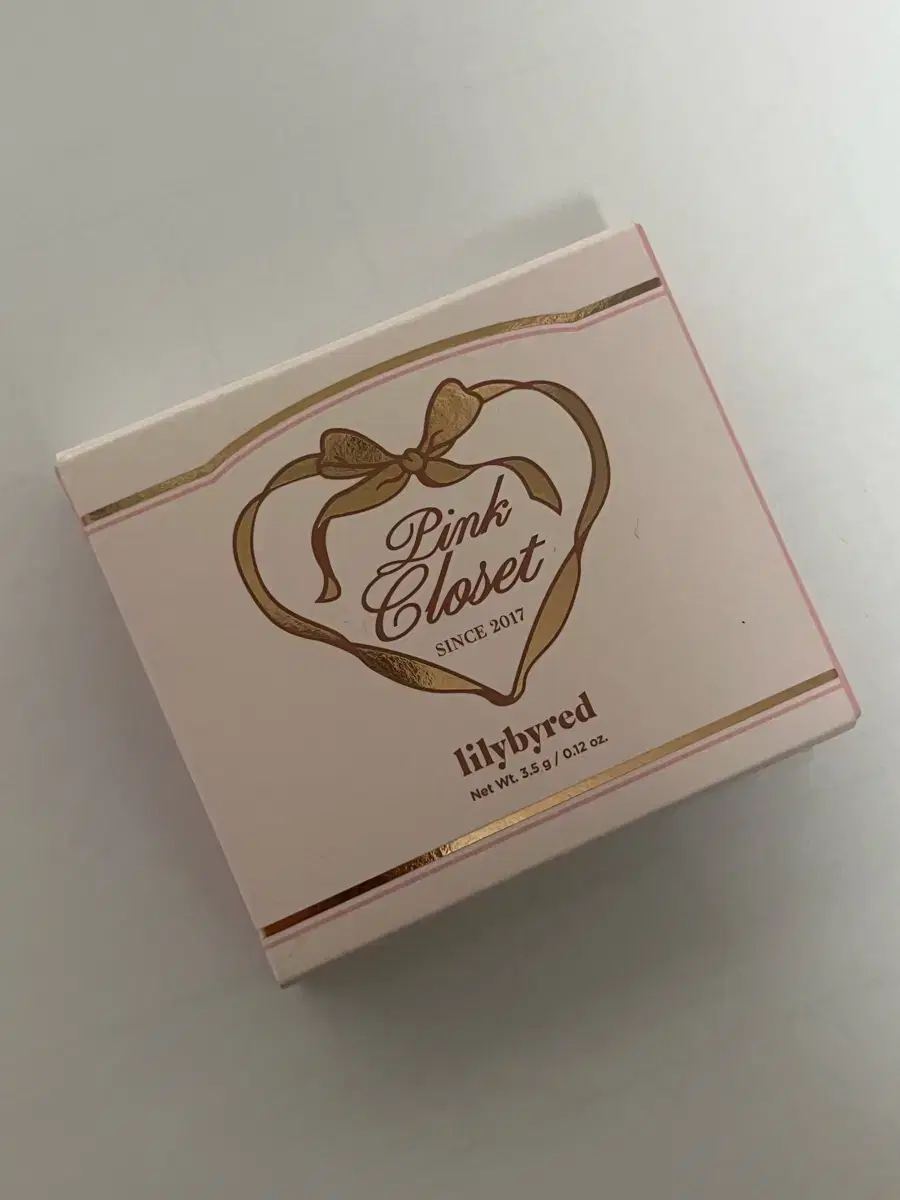 Pink
Closet
SINCE 2017
lilybyred
Net Wt. 3.5 g / 0.12 oz.